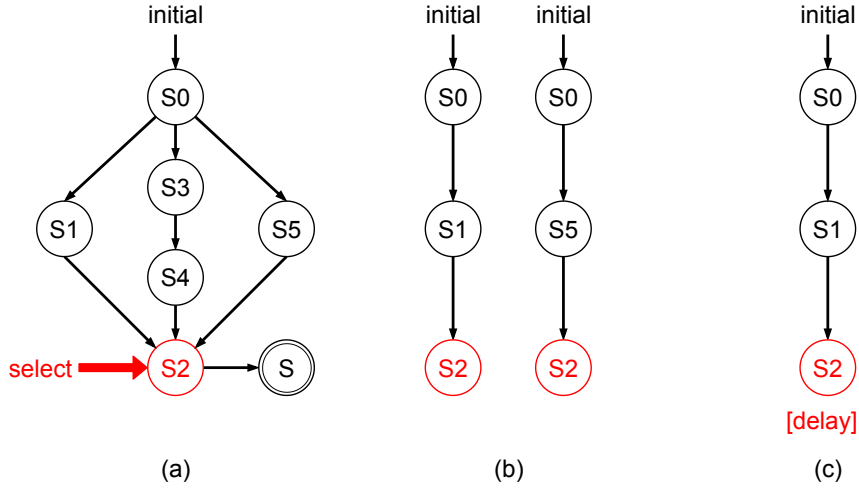 initial
S0
S3
S1
S5
S4
select
S2
S
(a)
initial
initial
S0
S0
S1
S5
S2
S2
(b)
initial
S0
S1
S2
[delay]
(c)